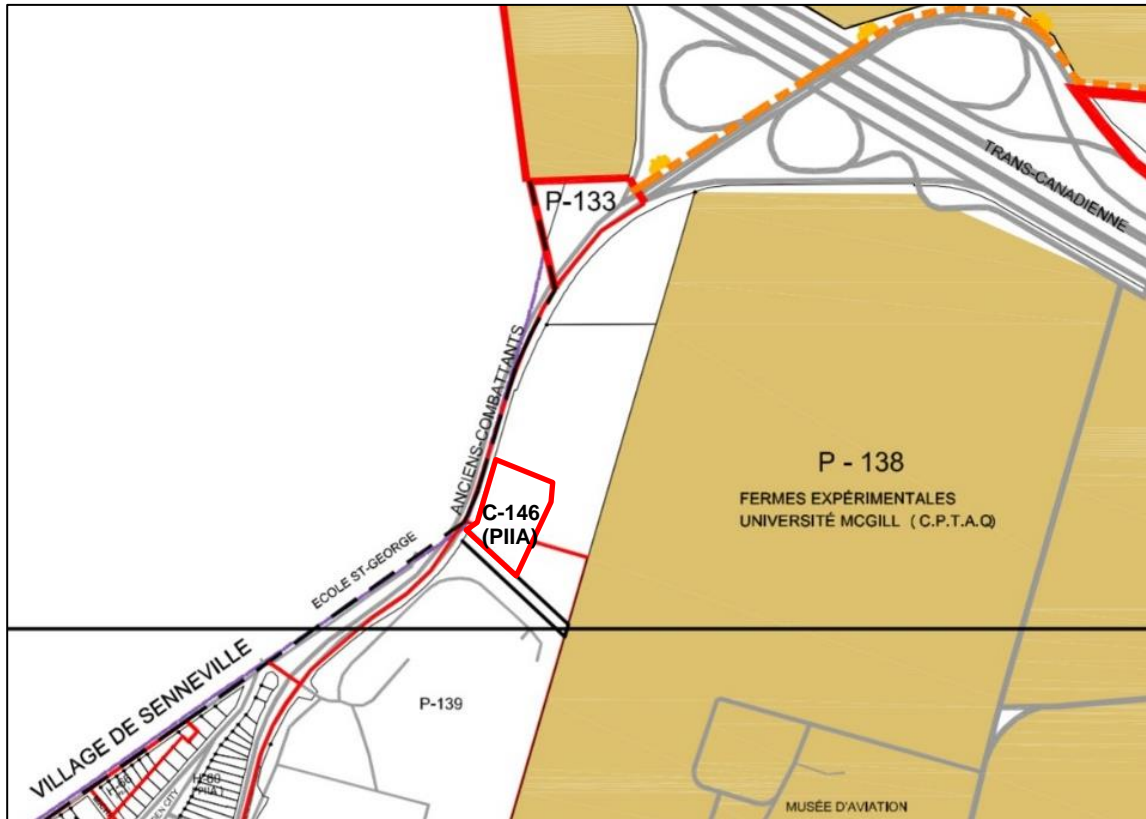 TRANS-CANADIENNE
P-133
ANCIENS-COMBATTANTS
P - 138
FERMES EXPÉRIMENTALES
UNIVERSITÉ MCGILL ( C.P.T.A.Q)
C-146
(PIIA)
ECOLE ST-GEORGE
VILLAGE DE SENNEVILLE
P-139
(PIIA)
MUSÉE D'AVIATION